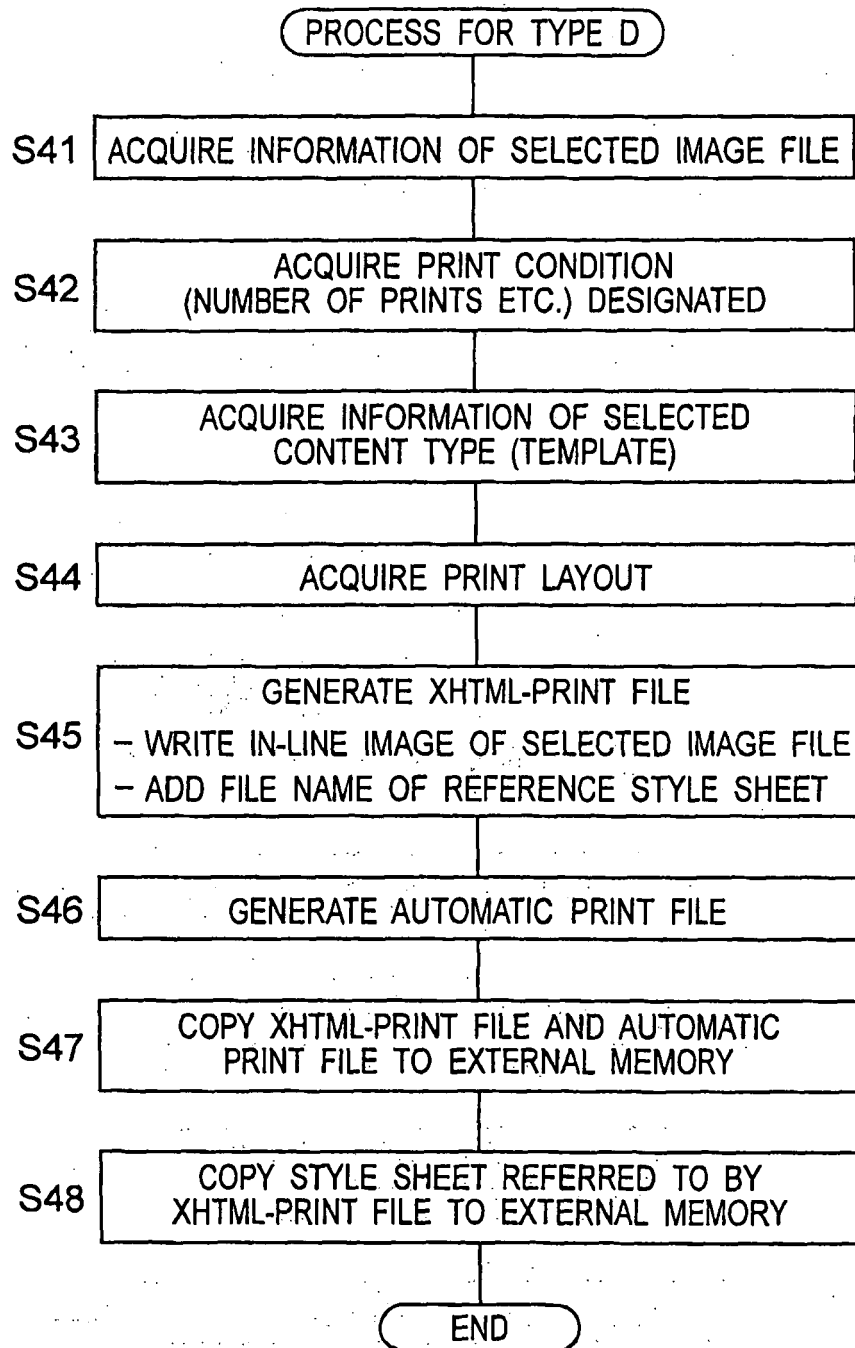 PROCESS FOR TYPE D
S41 ACQUIRE INFORMATION OF SELECTED IMAGE FILE
S42 ACQUIRE PRINT CONDITION
(NUMBER OF PRINTS ETC.) DESIGNATED
S43 ACQUIRE INFORMATION OF SELECTED
CONTENT TYPE (TEMPLATE)
S44 ACQUIRE PRINT LAYOUT
S45 GENERATE XHTML-PRINT FILE
– WRITE IN-LINE IMAGE OF SELECTED IMAGE FILE
– ADD FILE NAME OF REFERENCE STYLE SHEET
S46 GENERATE AUTOMATIC PRINT FILE
S47 COPY XHTML-PRINT FILE AND AUTOMATIC
PRINT FILE TO EXTERNAL MEMORY
S48 COPY STYLE SHEET REFERRED TO BY
XHTML-PRINT FILE TO EXTERNAL MEMORY
END